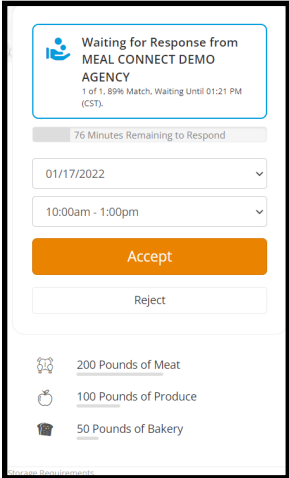 Waiting for Response from
MEAL CONNECT DEMO
AGENCY
1 of 1, 89% Match, Waiting Until 01:21 PM
(CST).
76 Minutes Remaining to Respond
01/17/2022
10:00am - 1:00pm
Accept
Reject
200 Pounds of Meat
100 Pounds of Produce
50 Pounds of Bakery
Storage Requirements